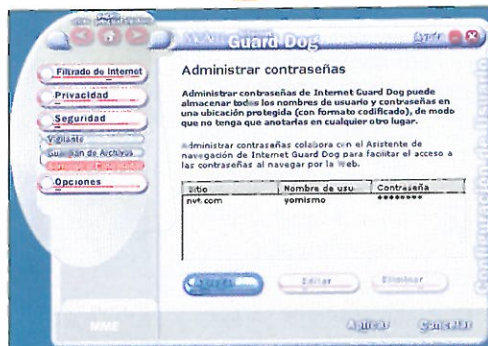 Guard Dog
Filtrado de Internet
Privacidad
Seguridad
Vigilante
Guardián de Archivos
Opciones
Administrar contraseñas
Administrar contraseñas de Internet Guard Dog puede
almacenar todos los nombres de usuario y contraseñas en
una ubicación protegida (con formato codificado), de modo
que no tenga que anotarlas en cualquier otro lugar.
Administrar contraseñas colabora con el Asistente de
navegación de Internet Guard Dog para facilitar el acceso a
las contraseñas al navegar por la Web.
Sitio Nombre de usu Contraseña
nvt.com yomismo ********
Editar Eliminar
Aplicar Cancelar
Configuración